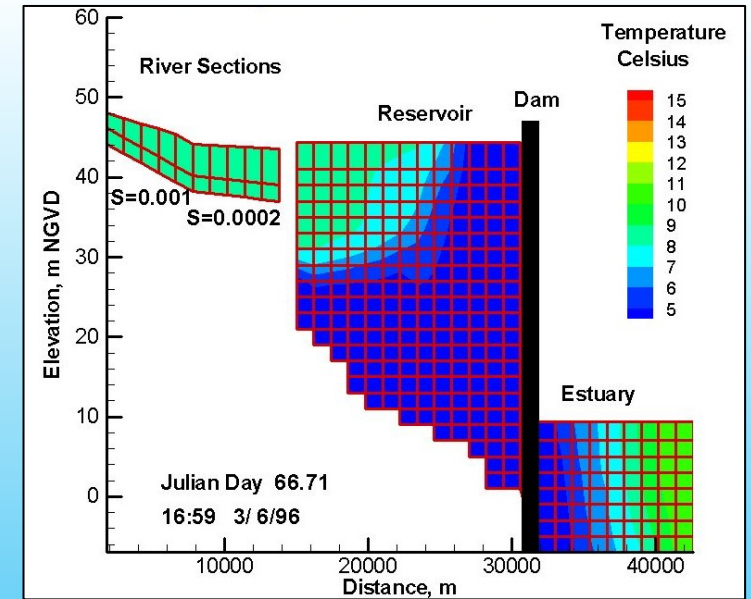 60
50
40
30
20
10
0
Elevation, m NGVD
River Sections
S=0.001
S=0.0002
Reservoir
Dam
Temperature
Celsius
15
14
13
12
11
10
9
8
7
6
5
Estuary
Julian Day 66.71
16:59 3/ 6/96
10000 20000 30000 40000
Distance, m